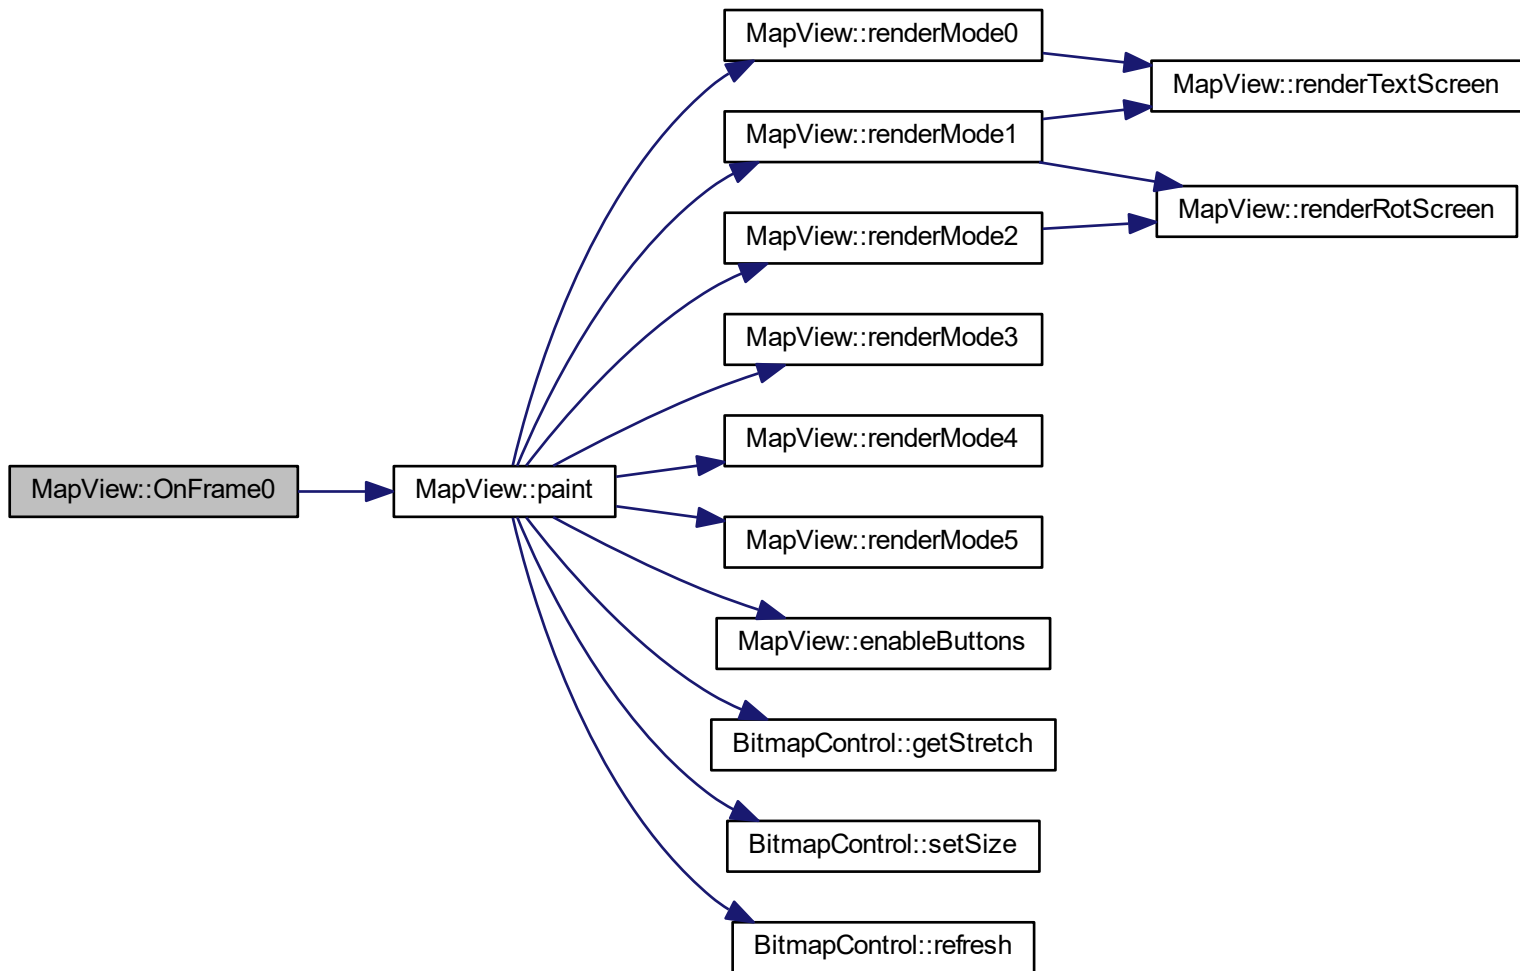 MapView::renderMode0
MapView::renderTextScreen
MapView::renderMode1
MapView::renderRotScreen
MapView::renderMode2
MapView::renderMode3
MapView::renderMode4
MapView::OnFrame0
MapView::paint
MapView::renderMode5
MapView::enableButtons
BitmapControl::getStretch
BitmapControl::setSize
BitmapControl::refresh